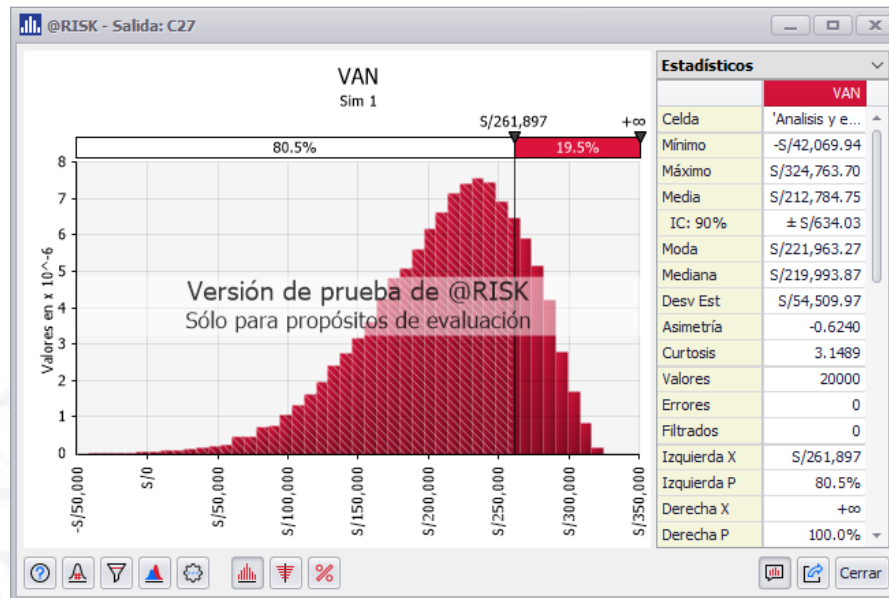 @RISK - Salida: C27
VAN
Sim 1
S/261,897 +∞
80.5% 19.5%
Valores en x 10^-6
8
7
6
5
4
3
2
1
0
-S/50,000
S/0
S/50,000
S/100,000
S/150,000
S/200,000
S/250,000
S/300,000
S/350,000
Versión de prueba de @RISK
Sólo para propósitos de evaluación
Estadísticos
VAN
Celda 'Analisis y e...
Mínimo -S/42,069.94
Máximo S/324,763.70
Media S/212,784.75
IC: 90% ± S/634.03
Moda S/221,963.27
Mediana S/219,993.87
Desv Est S/54,509.97
Asimetría -0.6240
Curtosis 3.1489
Valores 20000
Errores 0
Filtrados 0
Izquierda X S/261,897
Izquierda P 80.5%
Derecha X +∞
Derecha P 100.0%
Cerrar